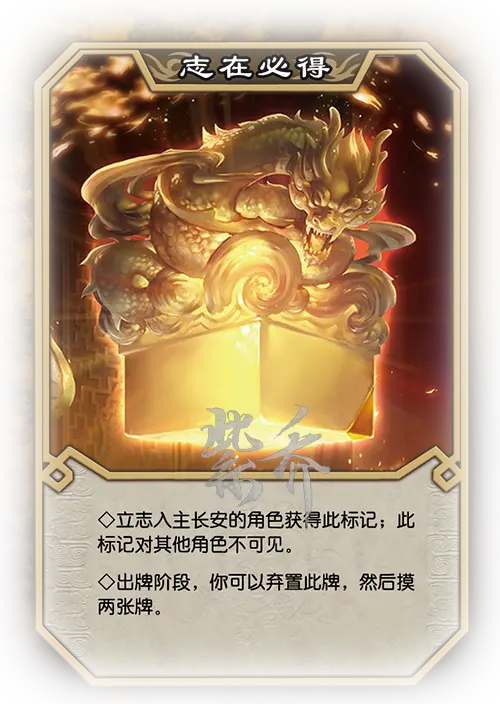 志在必得
紫乔
◇立志入主长安的角色获得此标记；此
标记对其他角色不可见。
◇出牌阶段，你可以弃置此牌，然后摸
两张牌。